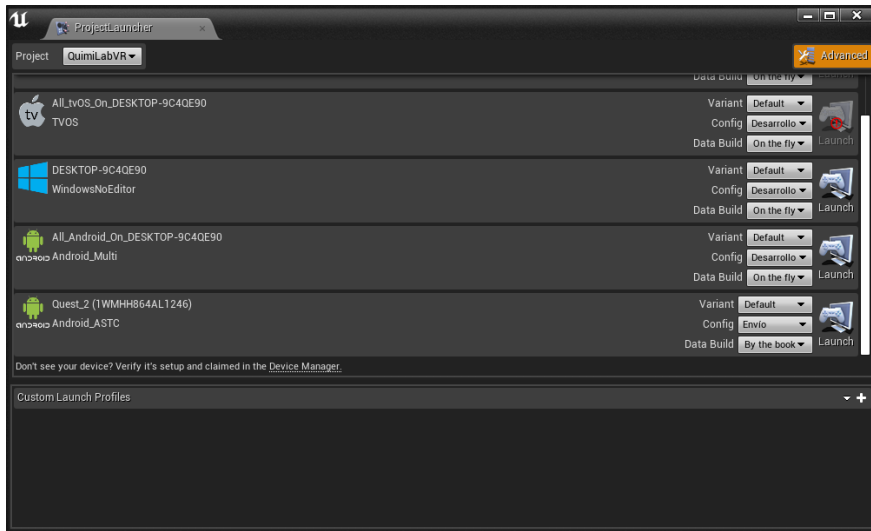 ProjectLauncher
Project QuimiLabVR Advanced
Data Build On the fly Launch
All_tvOS_On_DESKTOP-9C4QE90 Variant Default
tv TVOS Config Desarrollo
Data Build On the fly Launch
DESKTOP-9C4QE90 Variant Default
WindowsNoEditor Config Desarrollo
Data Build On the fly Launch
All_Android_On_DESKTOP-9C4QE90 Variant Default
android Android_Multi Config Desarrollo
Data Build On the fly Launch
Quest_2 (1WMHH864AL1246) Variant Default
android Android_ASTC Config Envío
Data Build By the book Launch
Don't see your device? Verify it's setup and claimed in the Device Manager.
Custom Launch Profiles